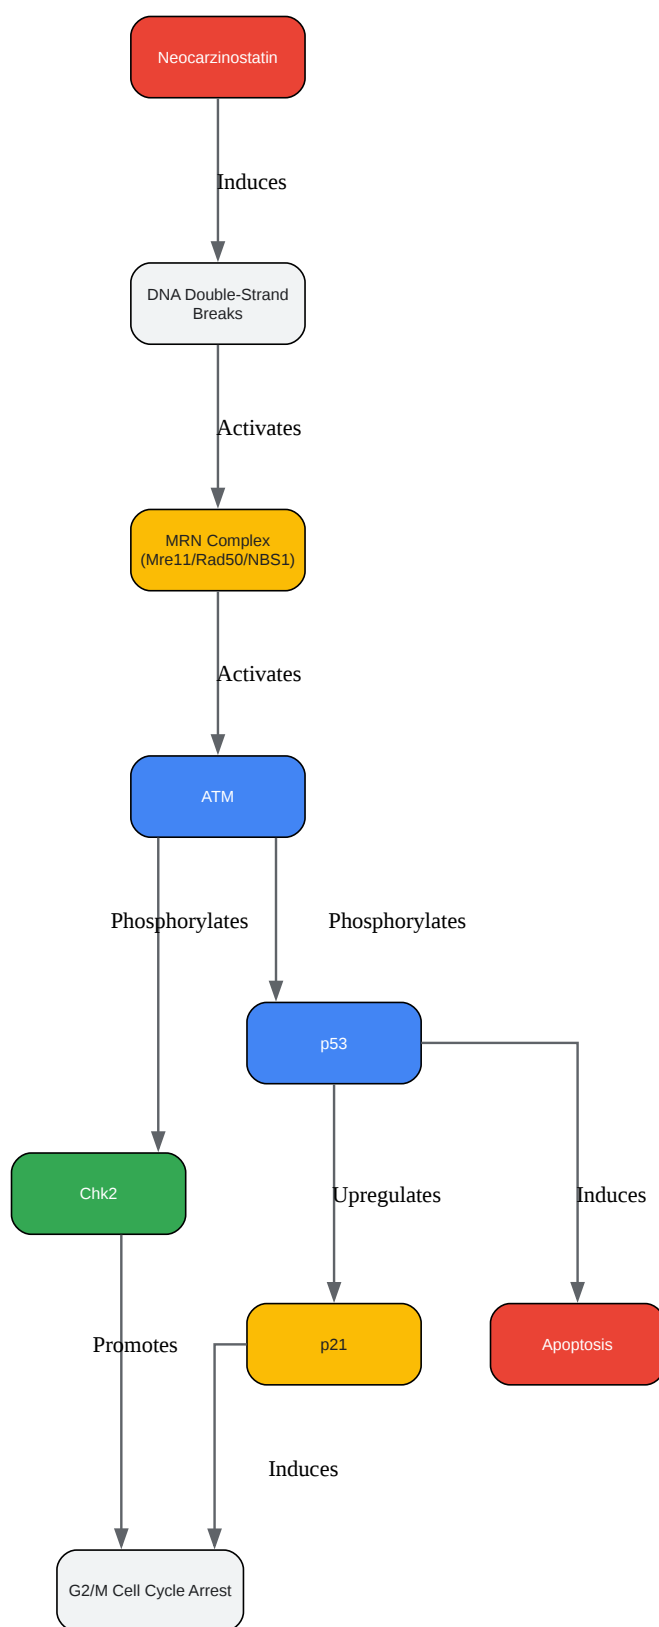 Neocarzinostatin
Induces
DNA Double-Strand
Breaks
Activates
MRN Complex
(Mre11/Rad50/NBS1)
Activates
ATM
Phosphorylates
Phosphorylates
p53
Chk2
Upregulates
Induces
Promotes
p21
Apoptosis
Induces
G2/M Cell Cycle Arrest